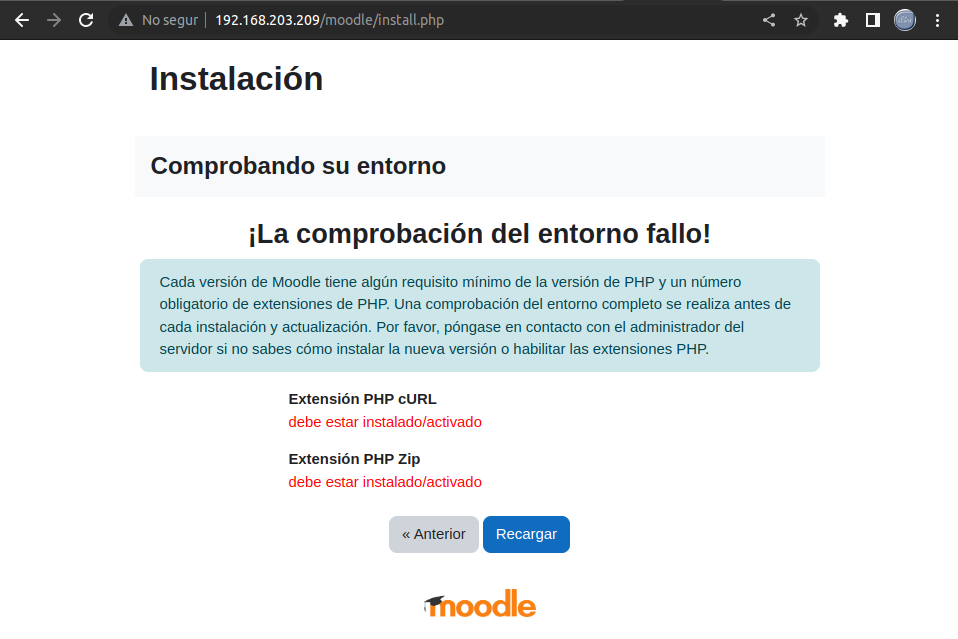 No segur
192.168.203.209/moodle/install.php
Instalación
Comprobando su entorno
¡La comprobación del entorno fallo!
Cada versión de Moodle tiene algún requisito mínimo de la versión de PHP y un número
obligatorio de extensiones de PHP. Una comprobación del entorno completo se realiza antes de
cada instalación y actualización. Por favor, póngase en contacto con el administrador del
servidor si no sabes cómo instalar la nueva versión o habilitar las extensiones PHP.
Extensión PHP cURL
debe estar instalado/activado
Extensión PHP Zip
debe estar instalado/activado
« Anterior
Recargar
moodle